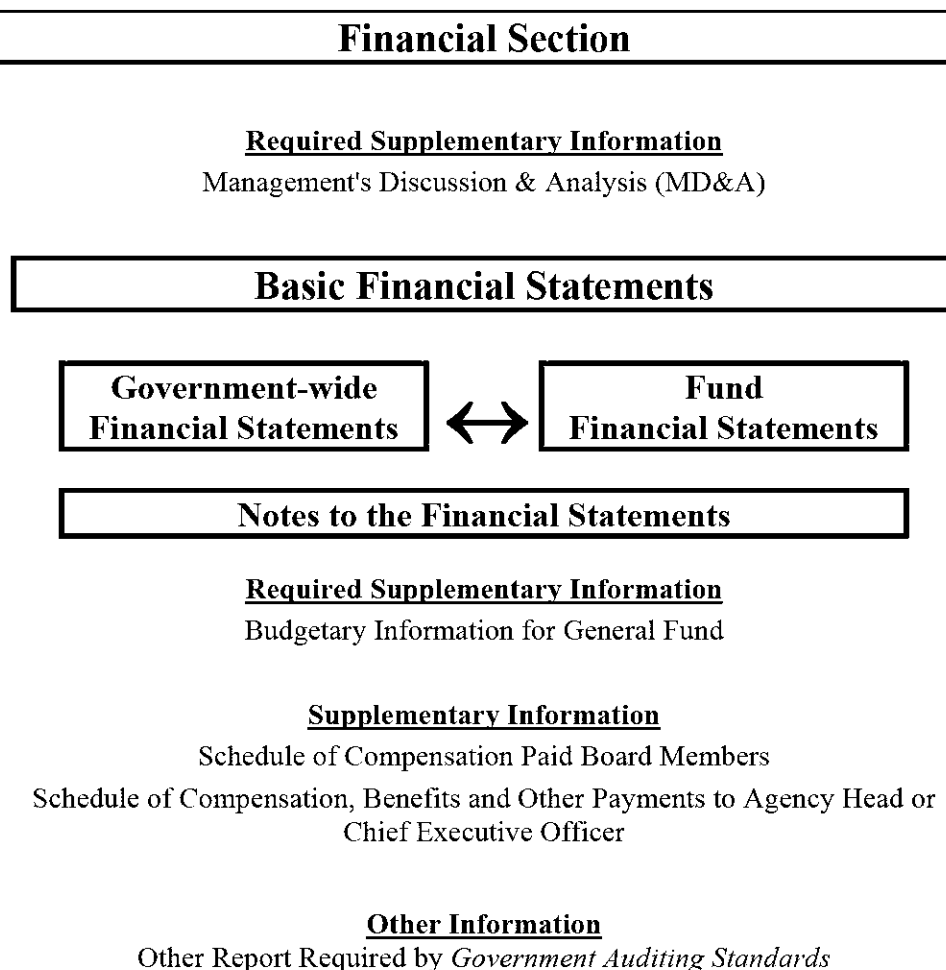 Financial Section
Required Supplementary Information
Management's Discussion & Analysis (MD&A)
Basic Financial Statements
Government-wide
Financial Statements
Fund
Financial Statements
Notes to the Financial Statements
Required Supplementary Information
Budgetary Information for General Fund
Supplementary Information
Schedule of Compensation Paid Board Members
Schedule of Compensation, Benefits and Other Payments to Agency Head or
Chief Executive Officer
Other Information
Other Report Required by Government Auditing Standards